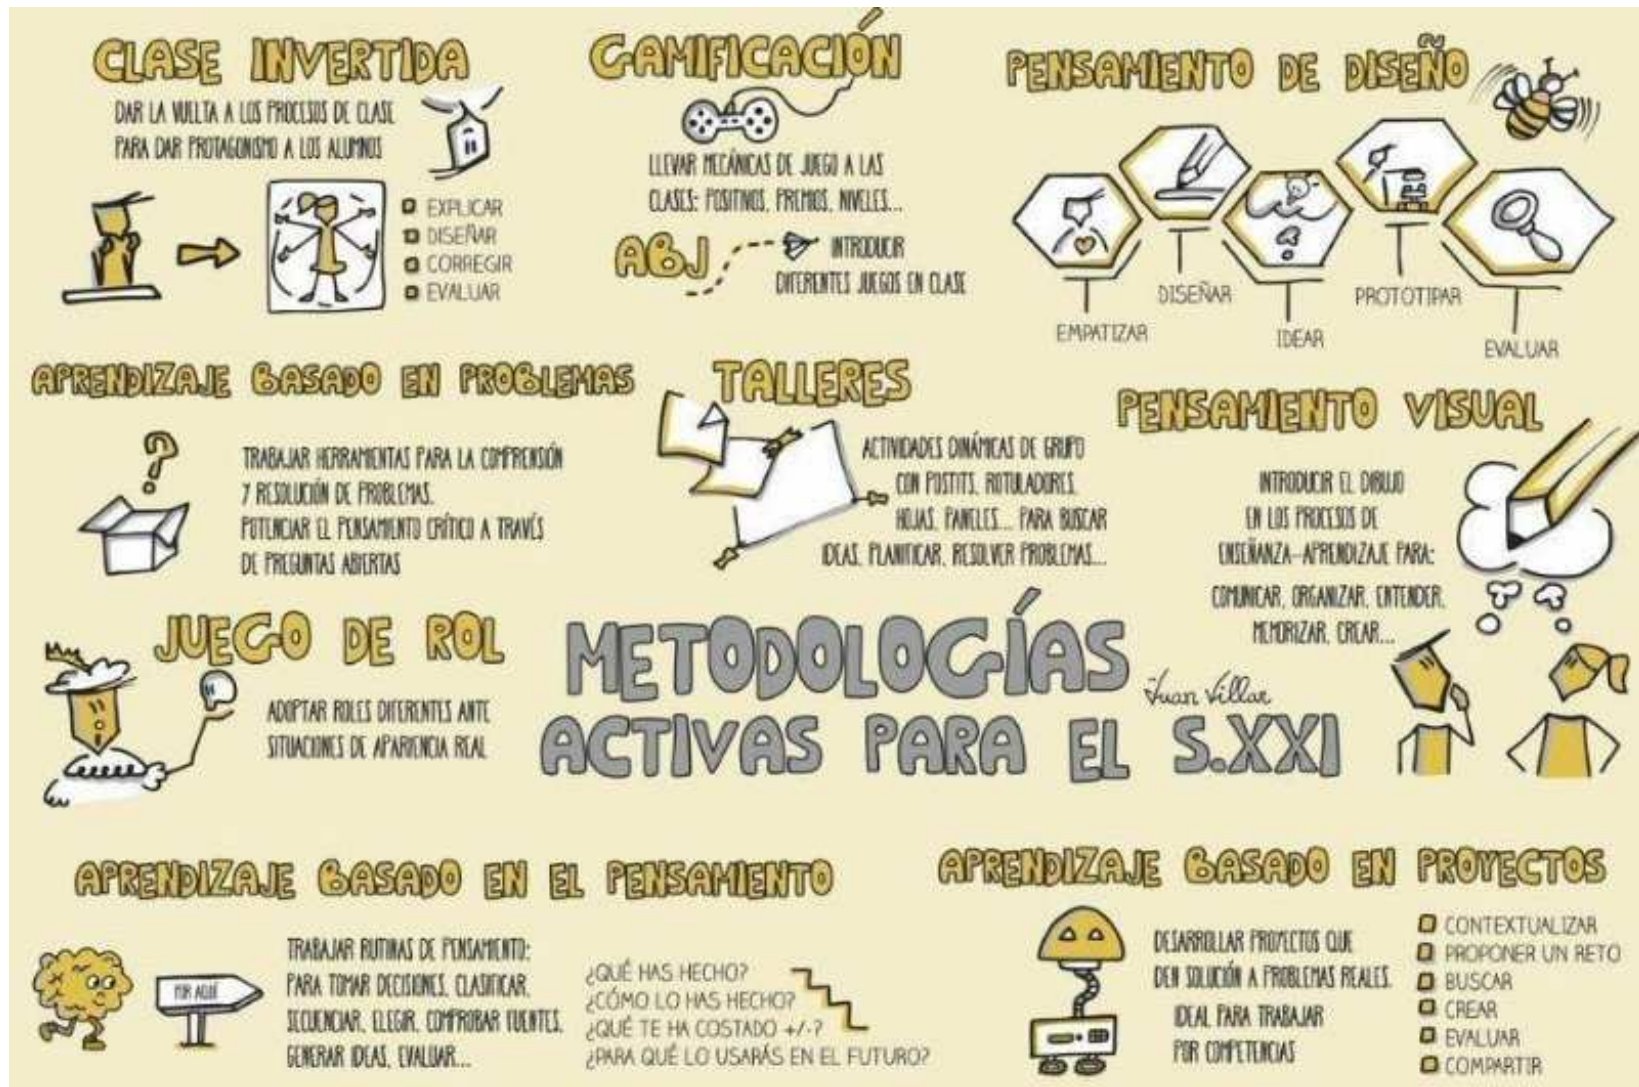 CLASE INVERTIDA
DAR LA VUELTA A LOS PROCESOS DE CLASE
PARA DAR PROTAGONISMO A LOS ALUMNOS
EXPLICAR
DISEÑAR
CORREGIR
EVALUAR
GAMIFICACIÓN
LLEVAR MECÁNICAS DE JUEGO A LAS
CLASES: POSITIVOS, PREMIOS, NIVELES...
ABJ
INTRODUCIR
DIFERENTES JUEGOS EN CLASE
PENSAMIENTO DE DISEÑO
EMPATIZAR
DISEÑAR
IDEAR
PROTOTIPAR
EVALUAR
APRENDIZAJE BASADO EN PROBLEMAS
TRABAJAR HERRAMIENTAS PARA LA COMPRENSIÓN
Y RESOLUCIÓN DE PROBLEMAS.
POTENCIAR EL PENSAMIENTO CRÍTICO A TRAVÉS
DE PREGUNTAS ABIERTAS
TALLERES
ACTIVIDADES DINÁMICAS DE GRUPO
CON POSTITS, ROTULADORES,
HOJAS, PANELES... PARA BUSCAR
IDEAS, PLANIFICAR, RESOLVER PROBLEMAS...
PENSAMIENTO VISUAL
INTRODUCIR EL DIBUJO
EN LOS PROCESOS DE
ENSEÑANZA-APRENDIZAJE PARA:
COMUNICAR, ORGANIZAR, ENTENDER,
MEMORIZAR, CREAR...
JUEGO DE ROL
ADOPTAR ROLES DIFERENTES ANTE
SITUACIONES DE APARIENCIA REAL
METODOLOGÍAS
ACTIVAS PARA EL S.XXI
Juan Villar
APRENDIZAJE BASADO EN EL PENSAMIENTO
POR AQUÍ
TRABAJAR RUTINAS DE PENSAMIENTO:
PARA TOMAR DECISIONES, CLASIFICAR,
SECUENCIAR, ELEGIR, COMPROBAR FUENTES,
GENERAR IDEAS, EVALUAR...
¿QUÉ HAS HECHO?
¿CÓMO LO HAS HECHO?
¿QUÉ TE HA COSTADO +/-?
¿PARA QUÉ LO USARÁS EN EL FUTURO?
APRENDIZAJE BASADO EN PROYECTOS
DESARROLLAR PROYECTOS QUE
DEN SOLUCIÓN A PROBLEMAS REALES.
IDEAL PARA TRABAJAR
POR COMPETENCIAS
CONTEXTUALIZAR
PROPONER UN RETO
BUSCAR
CREAR
EVALUAR
COMPARTIR